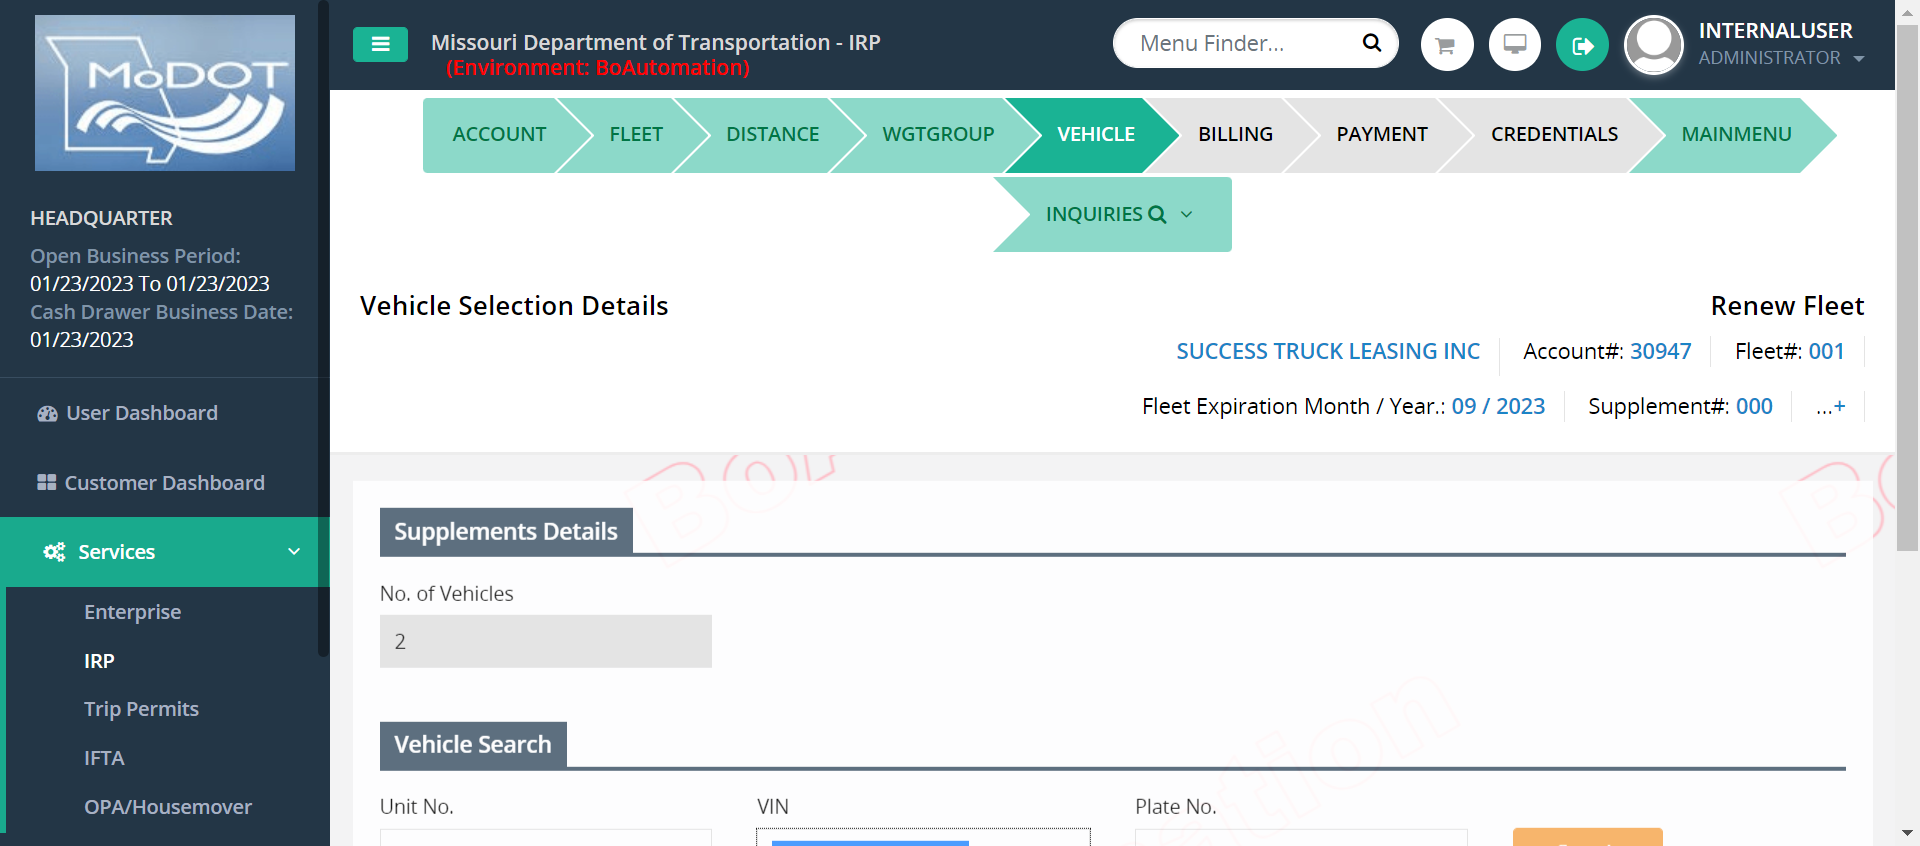 MoDOT
HEADQUARTER
Open Business Period:
01/23/2023 To 01/23/2023
Cash Drawer Business Date:
01/23/2023
User Dashboard
Customer Dashboard
Services
Enterprise
IRP
Trip Permits
IFTA
OPA/Housemover
Missouri Department of Transportation - IRP
(Environment: BoAutomation)
Menu Finder...
INTERNALUSER
ADMINISTRATOR
ACCOUNT
FLEET
DISTANCE
WGTGROUP
VEHICLE
BILLING
PAYMENT
CREDENTIALS
MAINMENU
INQUIRIES
Vehicle Selection Details
Renew Fleet
SUCCESS TRUCK LEASING INC
Account#: 30947
Fleet#: 001
Fleet Expiration Month / Year.: 09 / 2023
Supplement#: 000
...+
Supplements Details
No. of Vehicles
2
Vehicle Search
Unit No.
VIN
Plate No.